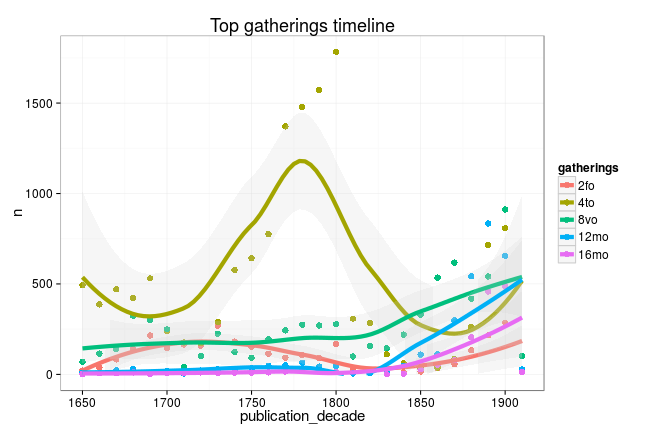 Top gatherings timeline
n
1500
1000
500
0
1650
1700
1750
1800
1850
1900
publication_decade
gatherings
2fo
4to
8vo
12mo
16mo